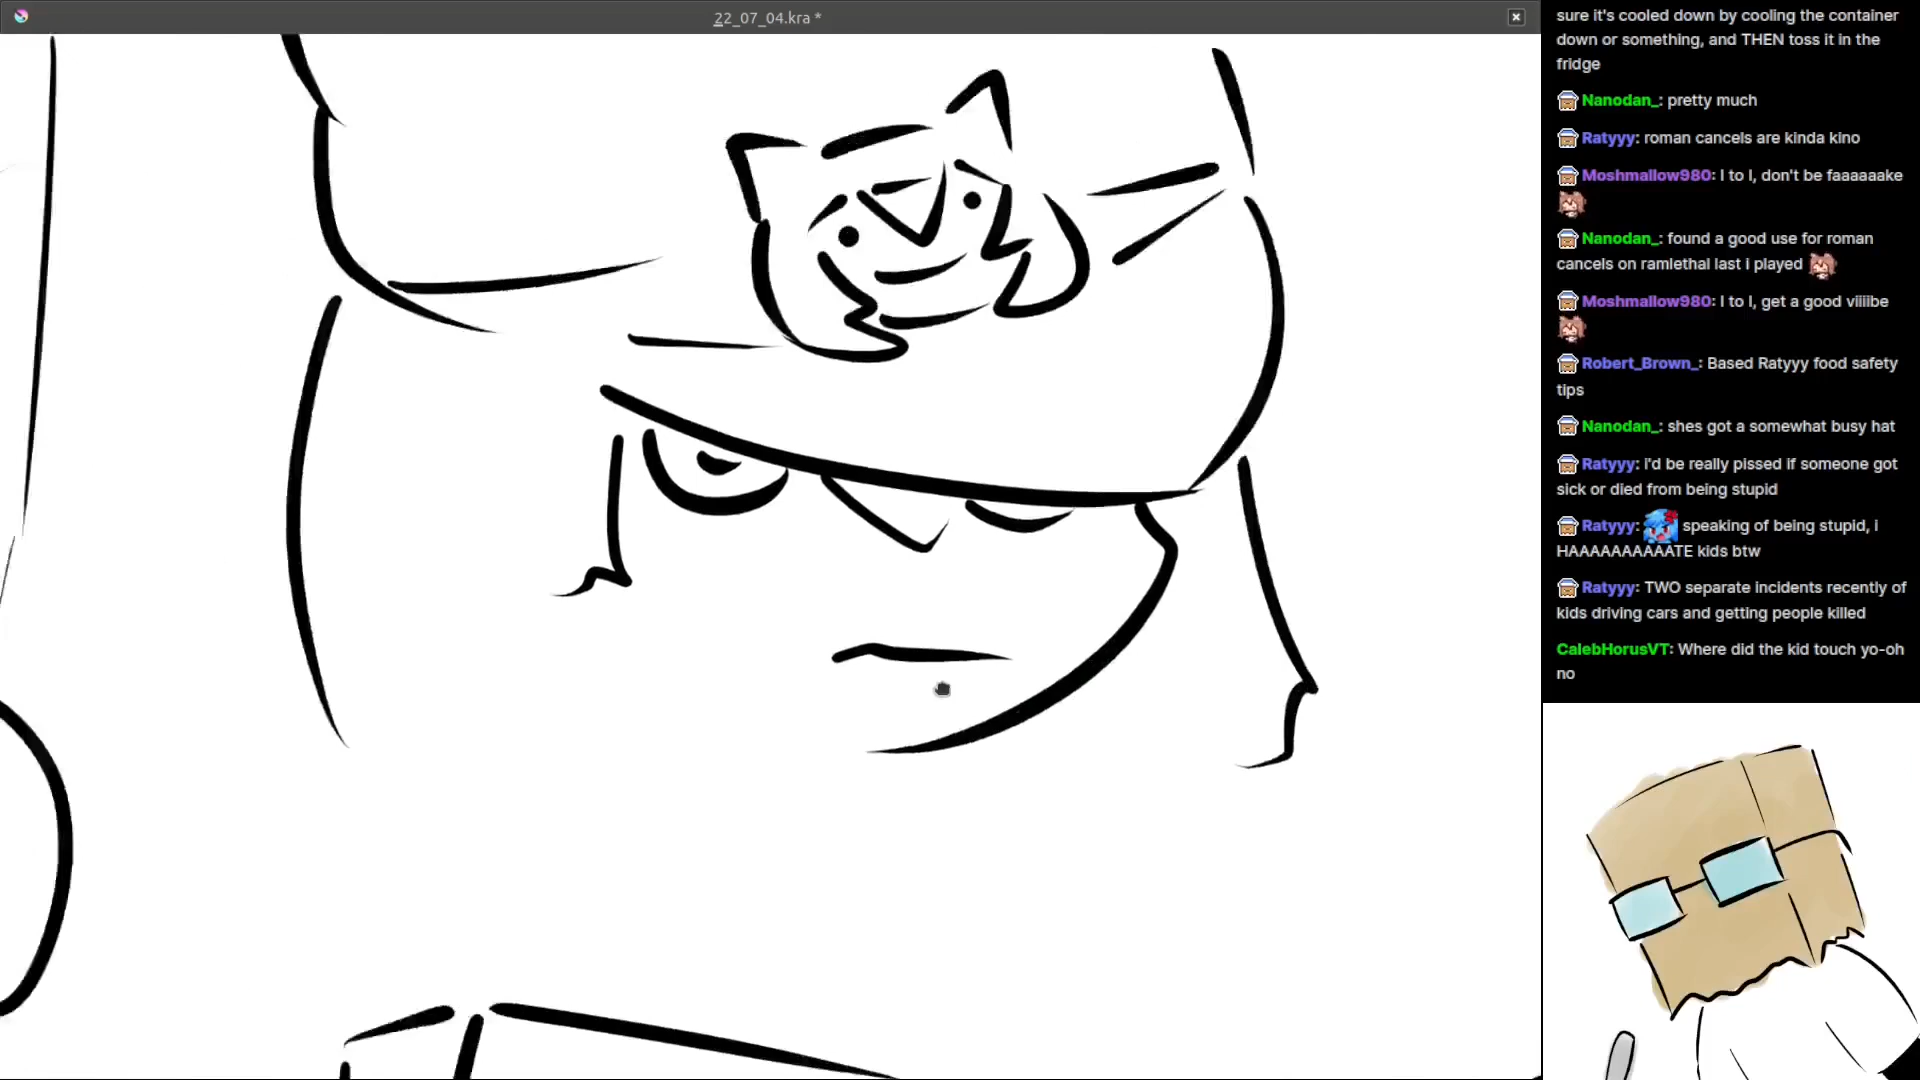 22_07_04.kra *
sure it's cooled down by cooling the container
down or something, and THEN toss it in the
fridge
Nanodan_: pretty much
Ratyyy: roman cancels are kinda kino
Moshmallow980: I to I, don't be faaaaaake
Nanodan_: found a good use for roman
cancels on ramlethal last i played
Moshmallow980: I to I, get a good viiiibe
Robert_Brown_: Based Ratyyy food safety
tips
Nanodan_: shes got a somewhat busy hat
Ratyyy: I'd be really pissed if someone got
sick or died from being stupid
Ratyyy: speaking of being stupid, i
HAAAAAAAAAATE kids btw
Ratyyy: TWO separate incidents recently of
kids driving cars and getting people killed
CalebHorusVT: Where did the kid touch yo-oh
no